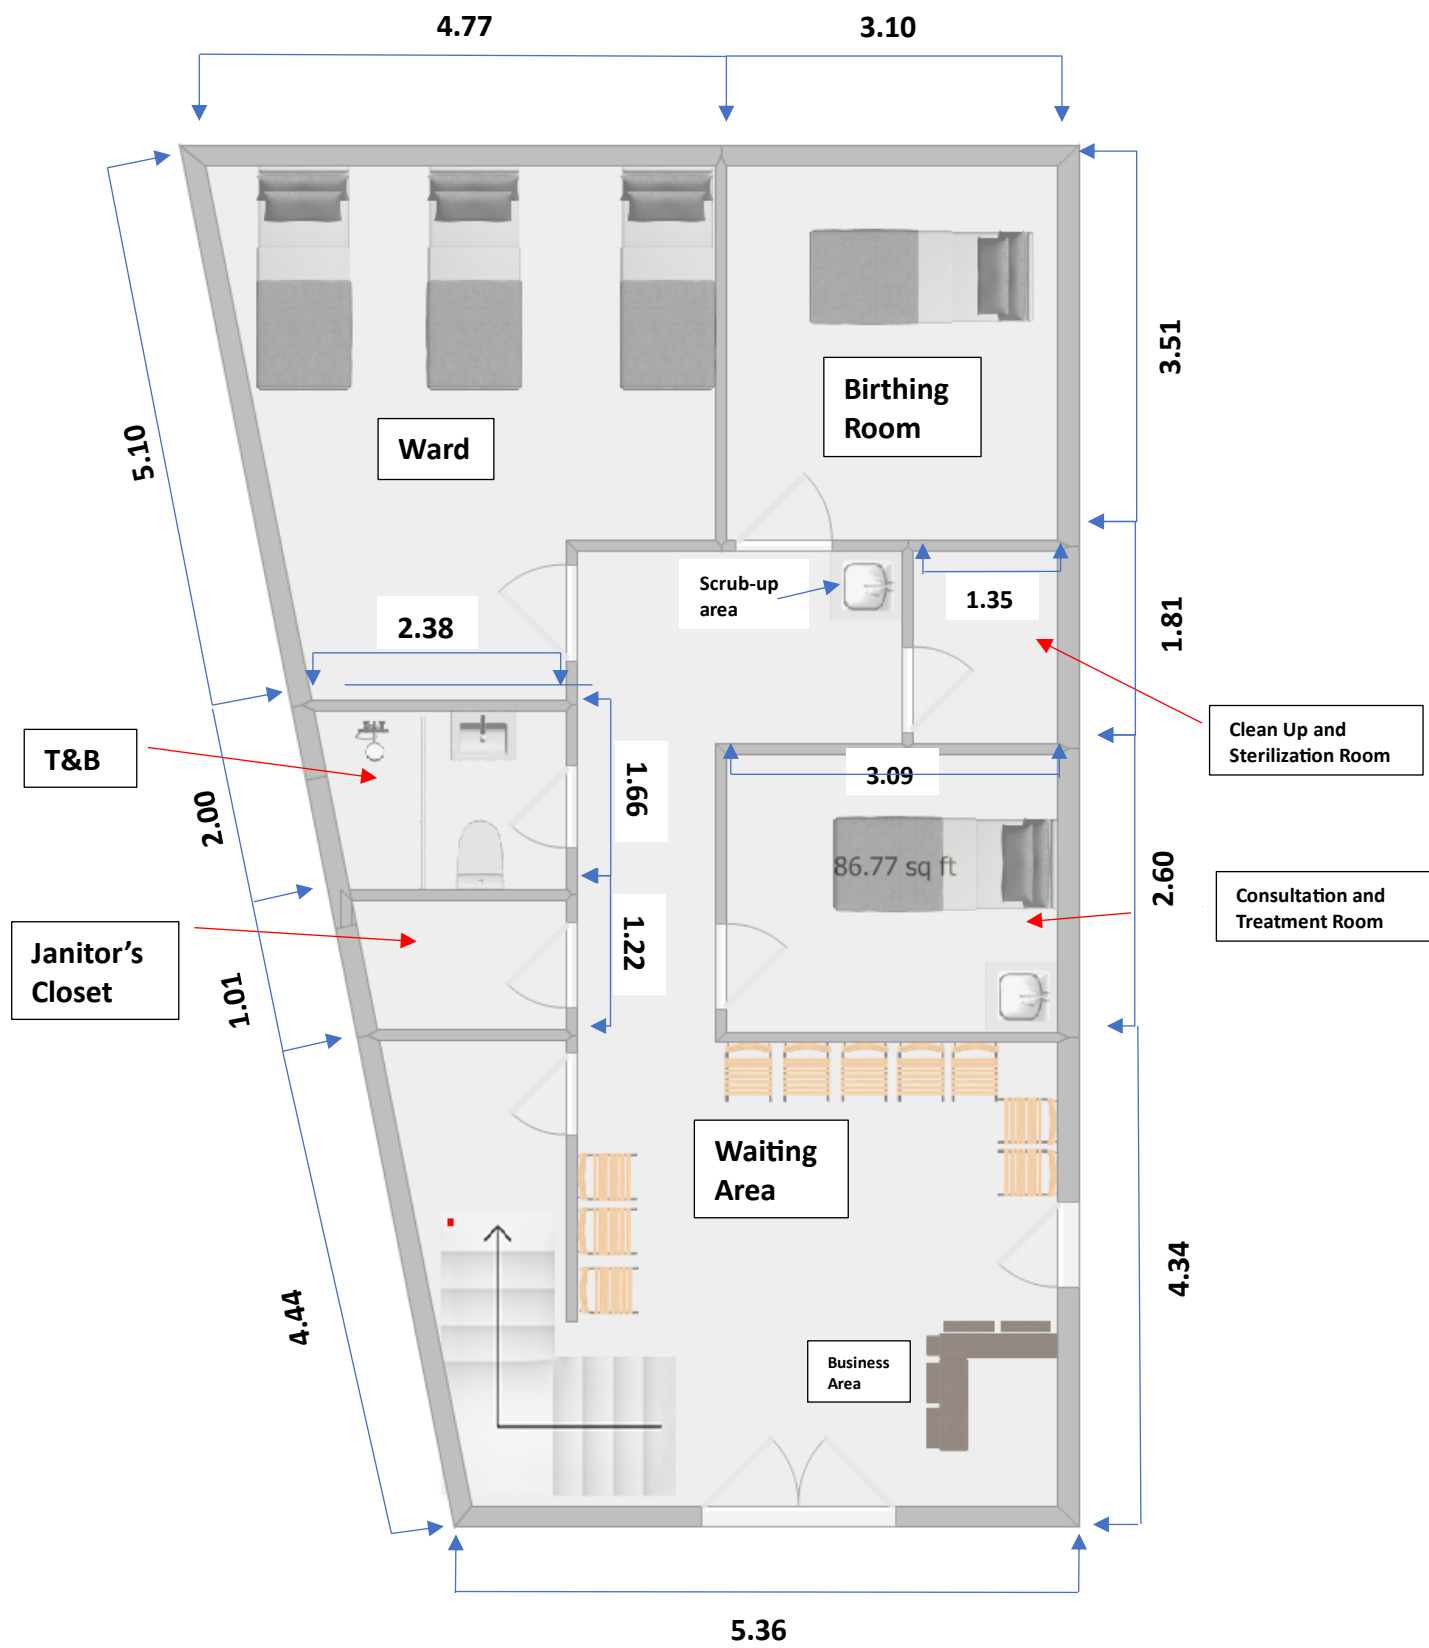 4.77
3.10
3.51
Birthing
Room
Ward
5.10
Scrub-up
area
1.35
2.38
1.81
Clean Up and
Sterilization Room
T&B
3.09
1.66
2.00
86.77 sq ft
2.60
Consultation and
Treatment Room
Janitor's
Closet
1.22
1.01
Waiting
Area
4.34
4.44
Business
Area
5.36